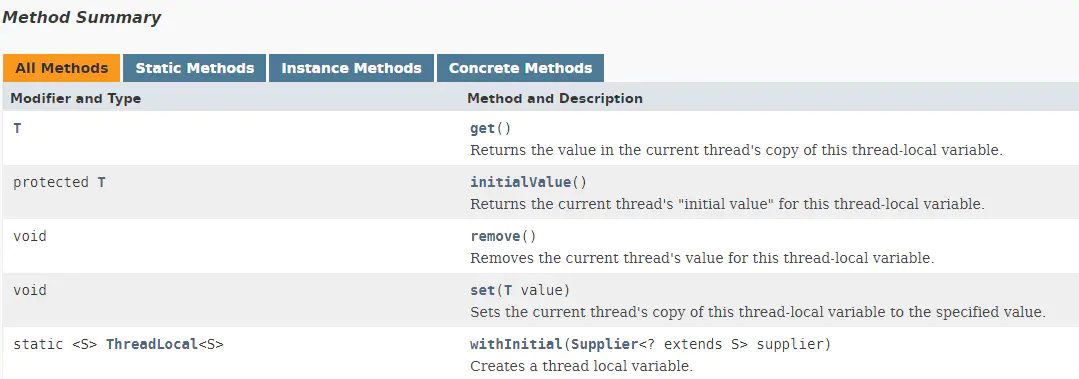 Method Summary
All Methods Static Methods Instance Methods Concrete Methods
Modifier and Type Method and Description
T get()
Returns the value in the current thread's copy of this thread-local variable.
protected T initialValue()
Returns the current thread's "initial value" for this thread-local variable.
void remove()
Removes the current thread's value for this thread-local variable.
void set(T value)
Sets the current thread's copy of this thread-local variable to the specified value.
static <S> ThreadLocal<S> withInitial(Supplier<? extends S> supplier)
Creates a thread local variable.